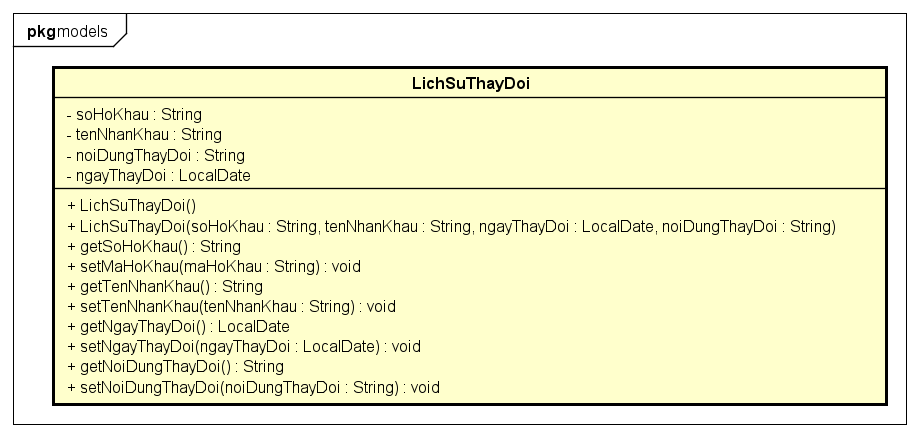 pkg models
LichSuThayDoi
- soHoKhau : String
- tenNhanKhau : String
- noiDungThayDoi : String
- ngayThayDoi : LocalDate
+ LichSuThayDoi()
+ LichSuThayDoi(soHoKhau : String, tenNhanKhau : String, ngayThayDoi : LocalDate, noiDungThayDoi : String)
+ getSoHoKhau() : String
+ setMaHoKhau(maHoKhau : String) : void
+ getTenNhanKhau() : String
+ setTenNhanKhau(tenNhanKhau : String) : void
+ getNgayThayDoi() : LocalDate
+ setNgayThayDoi(ngayThayDoi : LocalDate) : void
+ getNoiDungThayDoi() : String
+ setNoiDungThayDoi(noiDungThayDoi : String) : void